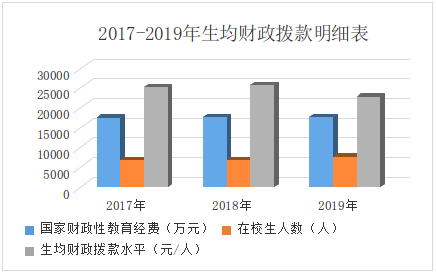 2017-2019年生均财政拨款明细表
30000
25000
20000
15000
10000
5000
0
2017年 2018年 2019年
国家财政性教育经费（万元） 在校生人数（人）
生均财政拨款水平（元/人）